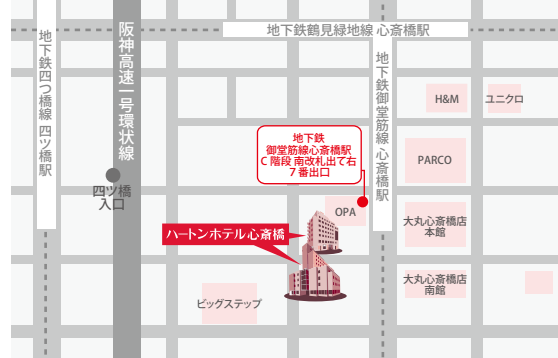 地下鉄鶴見緑地線 心斎橋駅
地下鉄四つ橋線 四ツ橋駅
阪神高速一号環状線
地下鉄御堂筋線 心斎橋駅
H&M
ユニクロ
地下鉄
御堂筋線心斎橋駅
C 階段 南改札出て右
7 番出口
PARCO
四ツ橋
入口
OPA
大丸心斎橋店
本館
ハートンホテル心斎橋
大丸心斎橋店
南館
ビッグステップ